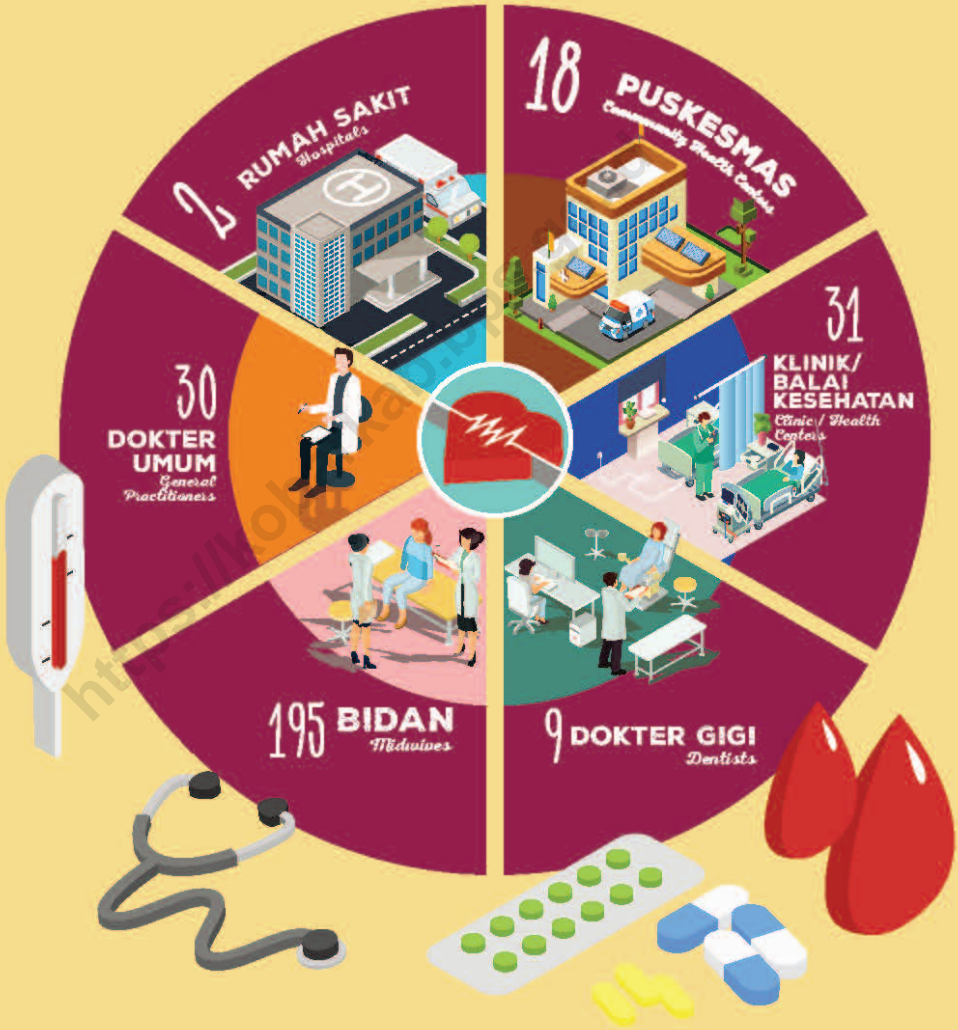 2 RUMAH SAKIT
Hospitals
18 PUSKESMAS
Community Health Centers
31
KLINIK/
BALAI
KESEHATAN
Clinic / Health
Centers
30
DOKTER
UMUM
General
Practitioners
195 BIDAN
Midwives
9 DOKTER GIGI
Dentists
H